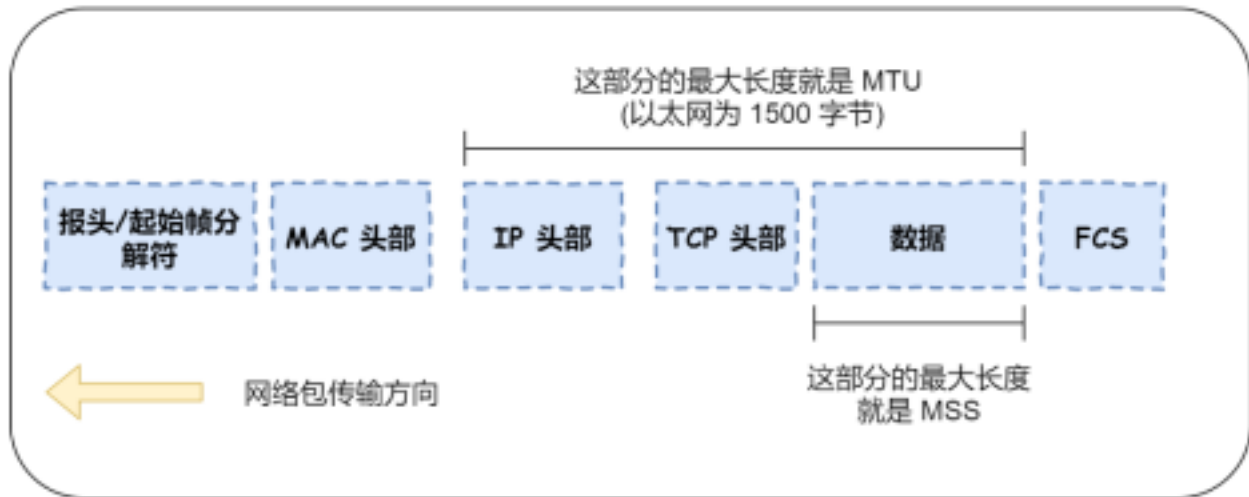 这部分的最大长度就是 MTU
(以太网为 1500 字节)
报头/起始帧分
解符
MAC 头部
IP 头部
TCP 头部
数据
FCS
网络包传输方向
这部分的最大长度
就是 MSS